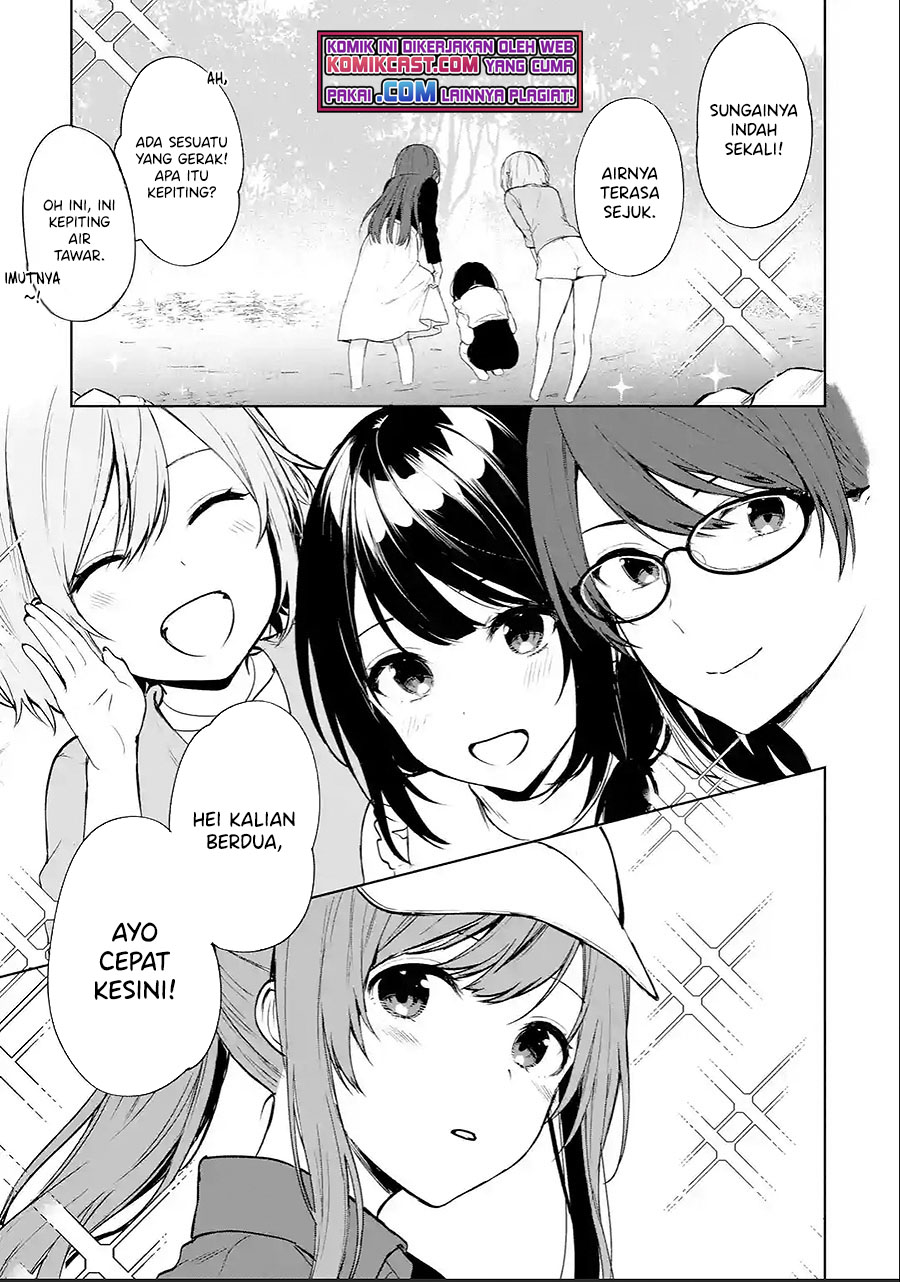 KOMIK INI DIKERJAKAN OLEH WEB
KOMIKCAST.COM YANG CUMA
PAKAI .COM LAINNYA PLAGIAT!
SUNGAINYA
INDAH
SEKALI!
AIRNYA
TERASA
SEJUK.
AH,
ADA SESUATU
YANG GERAK!
APA ITU
KEPITING?
OH INI, INI
KEPITING
AIR
TAWAR.
IMUTNYA
~!
HEI KALIAN
BERDUA,
AYO
CEPAT
KESINI!